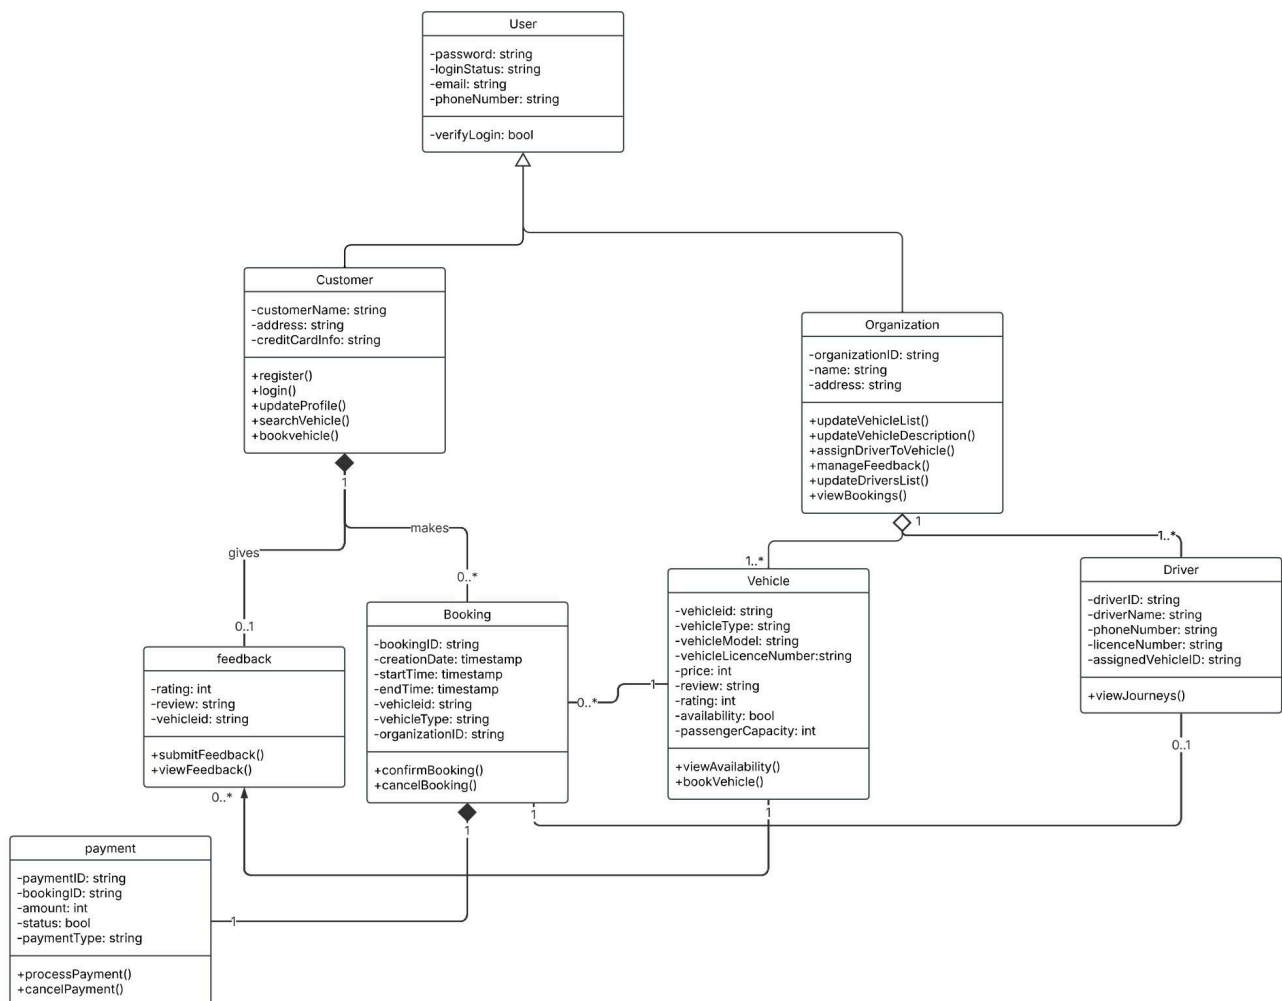 User
-password: string
-loginStatus: string
-email: string
-phoneNumber: string
-verifyLogin: bool
Customer
-customerName: string
-address: string
-creditCardInfo: string
+register()
+login()
+updateProfile()
+searchVehicle()
+bookvehicle()
Organization
-organizationID: string
-name: string
-address: string
+updateVehicleList()
+updateVehicleDescription()
+assignDriverToVehicle()
+manageFeedback()
+updateDriversList()
+viewBookings()
1
makes
gives
0..*
0..1
1
1..*
1..*
feedback
-rating: int
-review: string
-vehicleid: string
+submitFeedback()
+viewFeedback()
0..*
Booking
-bookingID: string
-creationDate: timestamp
-startTime: timestamp
-endTime: timestamp
-vehicleid: string
-vehicleType: string
-organizationID: string
+confirmBooking()
+cancelBooking()
0..*
1
1
1
Vehicle
-vehicleid: string
-vehicleType: string
-vehicleModel: string
-vehicleLicenceNumber:string
-price: int
-review: string
-rating: int
-availability: bool
-passengerCapacity: int
+viewAvailability()
+bookVehicle()
1
Driver
-driverID: string
-driverName: string
-phoneNumber: string
-licenceNumber: string
-assignedVehicleID: string
+viewJourneys()
0..1
payment
-paymentID: string
-bookingID: string
-amount: int
-status: bool
-paymentType: string
+processPayment()
+cancelPayment()
1